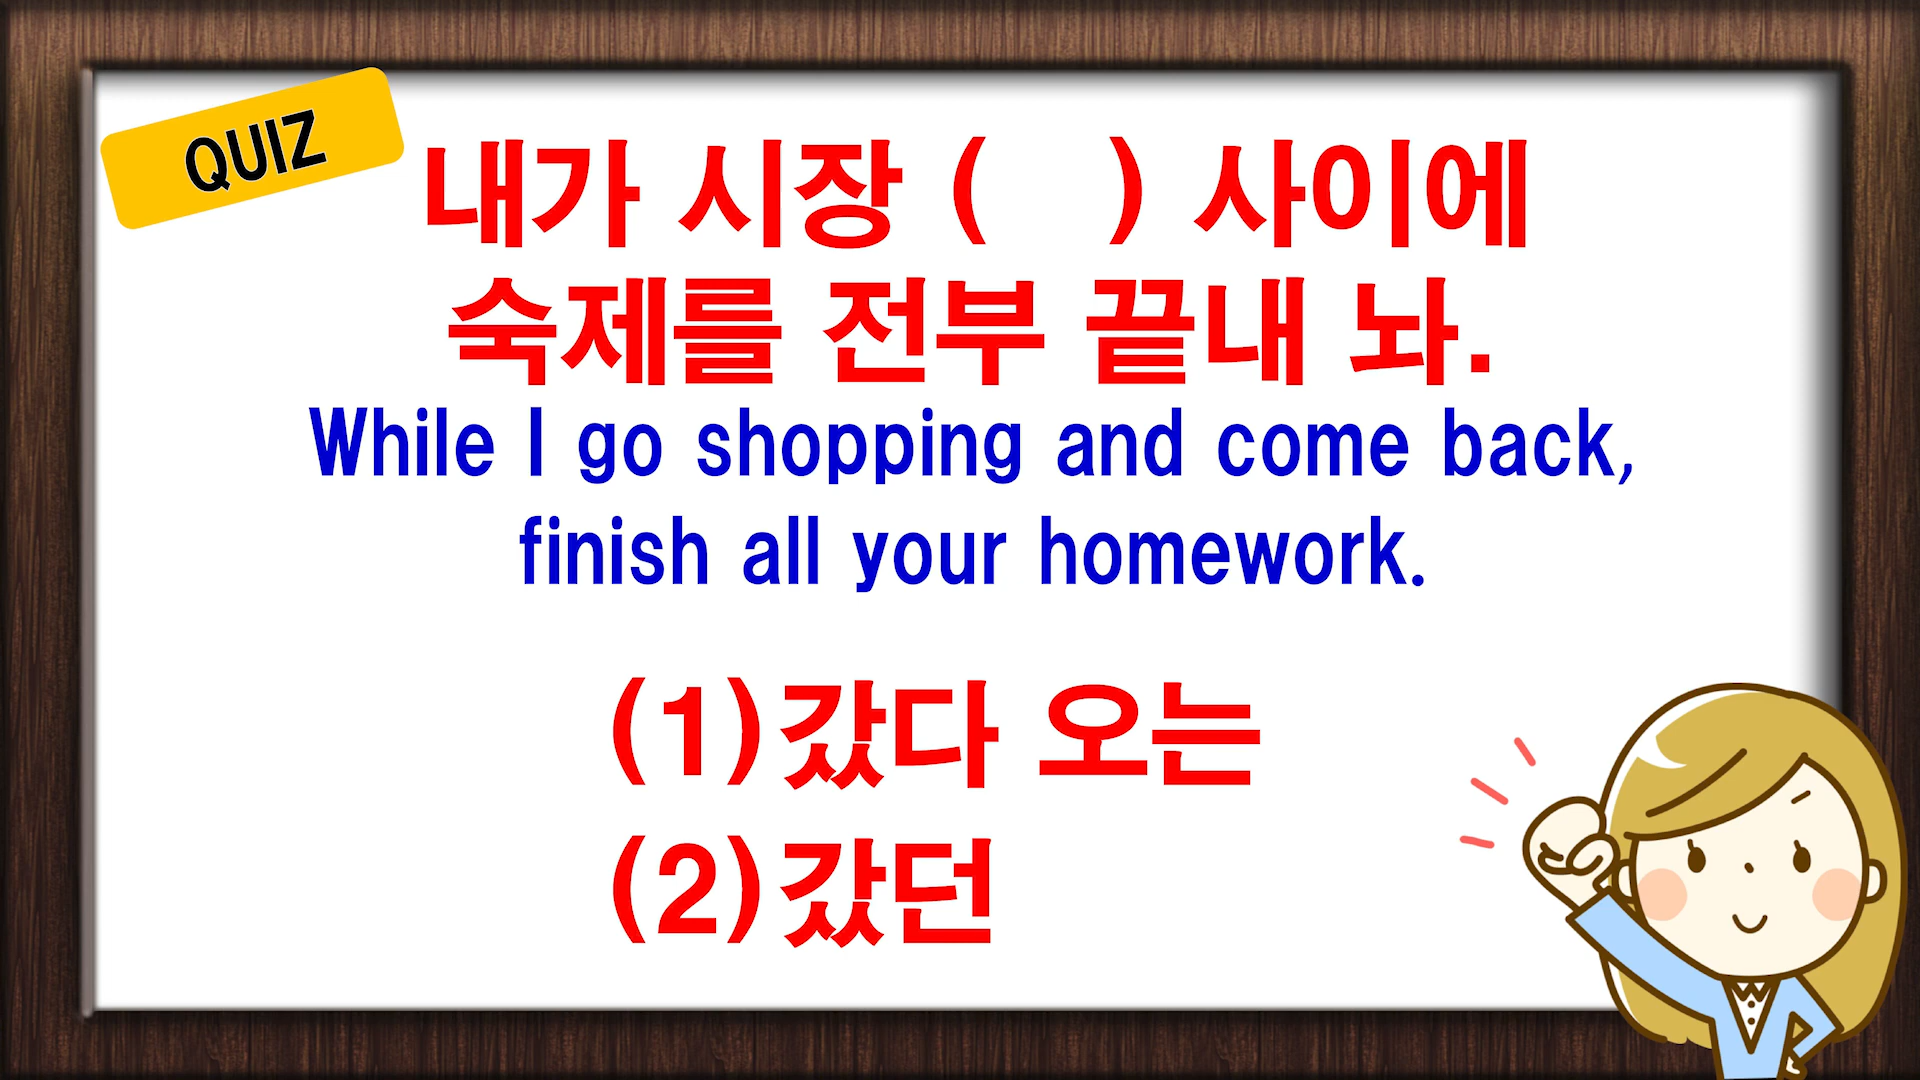 QUIZ
내가 시장 (   ) 사이에
숙제를 전부 끝내 놔.
While I go shopping and come back,
finish all your homework.
(1)갔다 오는
(2)갔던